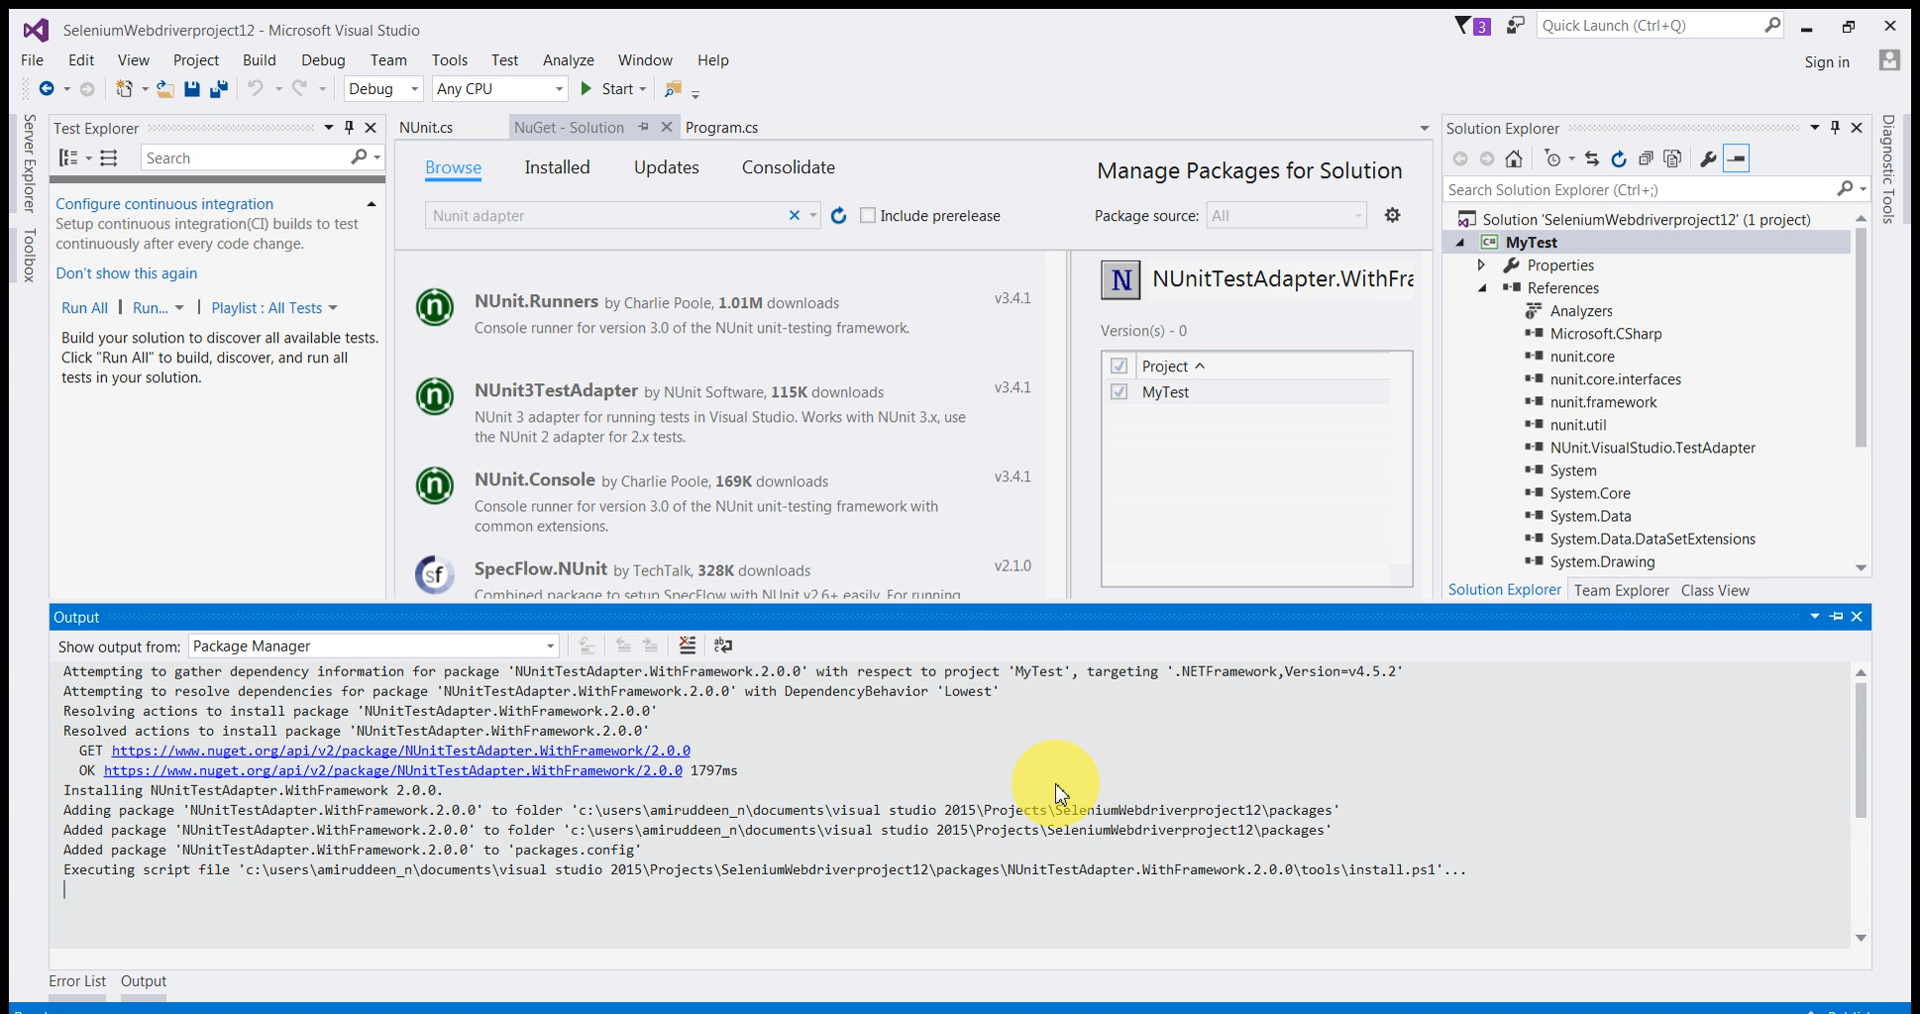 SeleniumWebdriverproject12 - Microsoft Visual Studio
3
Quick Launch (Ctrl+Q)
File Edit View Project Build Debug Team Tools Test Analyze Window Help
Sign in
Debug Any CPU Start
Server Explorer
Toolbox
Test Explorer
Search
Configure continuous integration
Setup continuous integration(CI) builds to test
continuously after every code change.
Don't show this again
Run All | Run... | Playlist : All Tests
Build your solution to discover all available tests.
Click "Run All" to build, discover, and run all
tests in your solution.
NUnit.cs NuGet - Solution Program.cs
Browse Installed Updates Consolidate
Manage Packages for Solution
Nunit adapter
Include prerelease
Package source: All
NUnit.Runners by Charlie Poole, 1.01M downloads v3.4.1
Console runner for version 3.0 of the NUnit unit-testing framework.
NUnit3TestAdapter by NUnit Software, 115K downloads v3.4.1
NUnit 3 adapter for running tests in Visual Studio. Works with NUnit 3.x, use
the NUnit 2 adapter for 2.x tests.
NUnit.Console by Charlie Poole, 169K downloads v3.4.1
Console runner for version 3.0 of the NUnit unit-testing framework with
common extensions.
SpecFlow.NUnit by TechTalk, 328K downloads v2.1.0
Combined package to setup SpecFlow with NUnit v2.6+ easily. For running
N NUnitTestAdapter.WithFra
Version(s) - 0
Project
MyTest
Solution Explorer
Search Solution Explorer (Ctrl+;)
Solution 'SeleniumWebdriverproject12' (1 project)
C# MyTest
Properties
References
Analyzers
Microsoft.CSharp
nunit.core
nunit.core.interfaces
nunit.framework
nunit.util
NUnit.VisualStudio.TestAdapter
System
System.Core
System.Data
System.Data.DataSetExtensions
System.Drawing
Solution Explorer Team Explorer Class View
Diagnostic Tools
Output
Show output from: Package Manager
Attempting to gather dependency information for package 'NUnitTestAdapter.WithFramework.2.0.0' with respect to project 'MyTest', targeting '.NETFramework,Version=v4.5.2'
Attempting to resolve dependencies for package 'NUnitTestAdapter.WithFramework.2.0.0' with DependencyBehavior 'Lowest'
Resolving actions to install package 'NUnitTestAdapter.WithFramework.2.0.0'
Resolved actions to install package 'NUnitTestAdapter.WithFramework.2.0.0'
GET https://www.nuget.org/api/v2/package/NUnitTestAdapter.WithFramework/2.0.0
OK https://www.nuget.org/api/v2/package/NUnitTestAdapter.WithFramework/2.0.0 1797ms
Installing NUnitTestAdapter.WithFramework 2.0.0.
Adding package 'NUnitTestAdapter.WithFramework.2.0.0' to folder 'c:\users\amiruddeen_n\documents\visual studio 2015\Projects\SeleniumWebdriverproject12\packages'
Added package 'NUnitTestAdapter.WithFramework.2.0.0' to folder 'c:\users\amiruddeen_n\documents\visual studio 2015\Projects\SeleniumWebdriverproject12\packages'
Added package 'NUnitTestAdapter.WithFramework.2.0.0' to 'packages.config'
Executing script file 'c:\users\amiruddeen_n\documents\visual studio 2015\Projects\SeleniumWebdriverproject12\packages\NUnitTestAdapter.WithFramework.2.0.0\tools\install.ps1'...
Error List Output